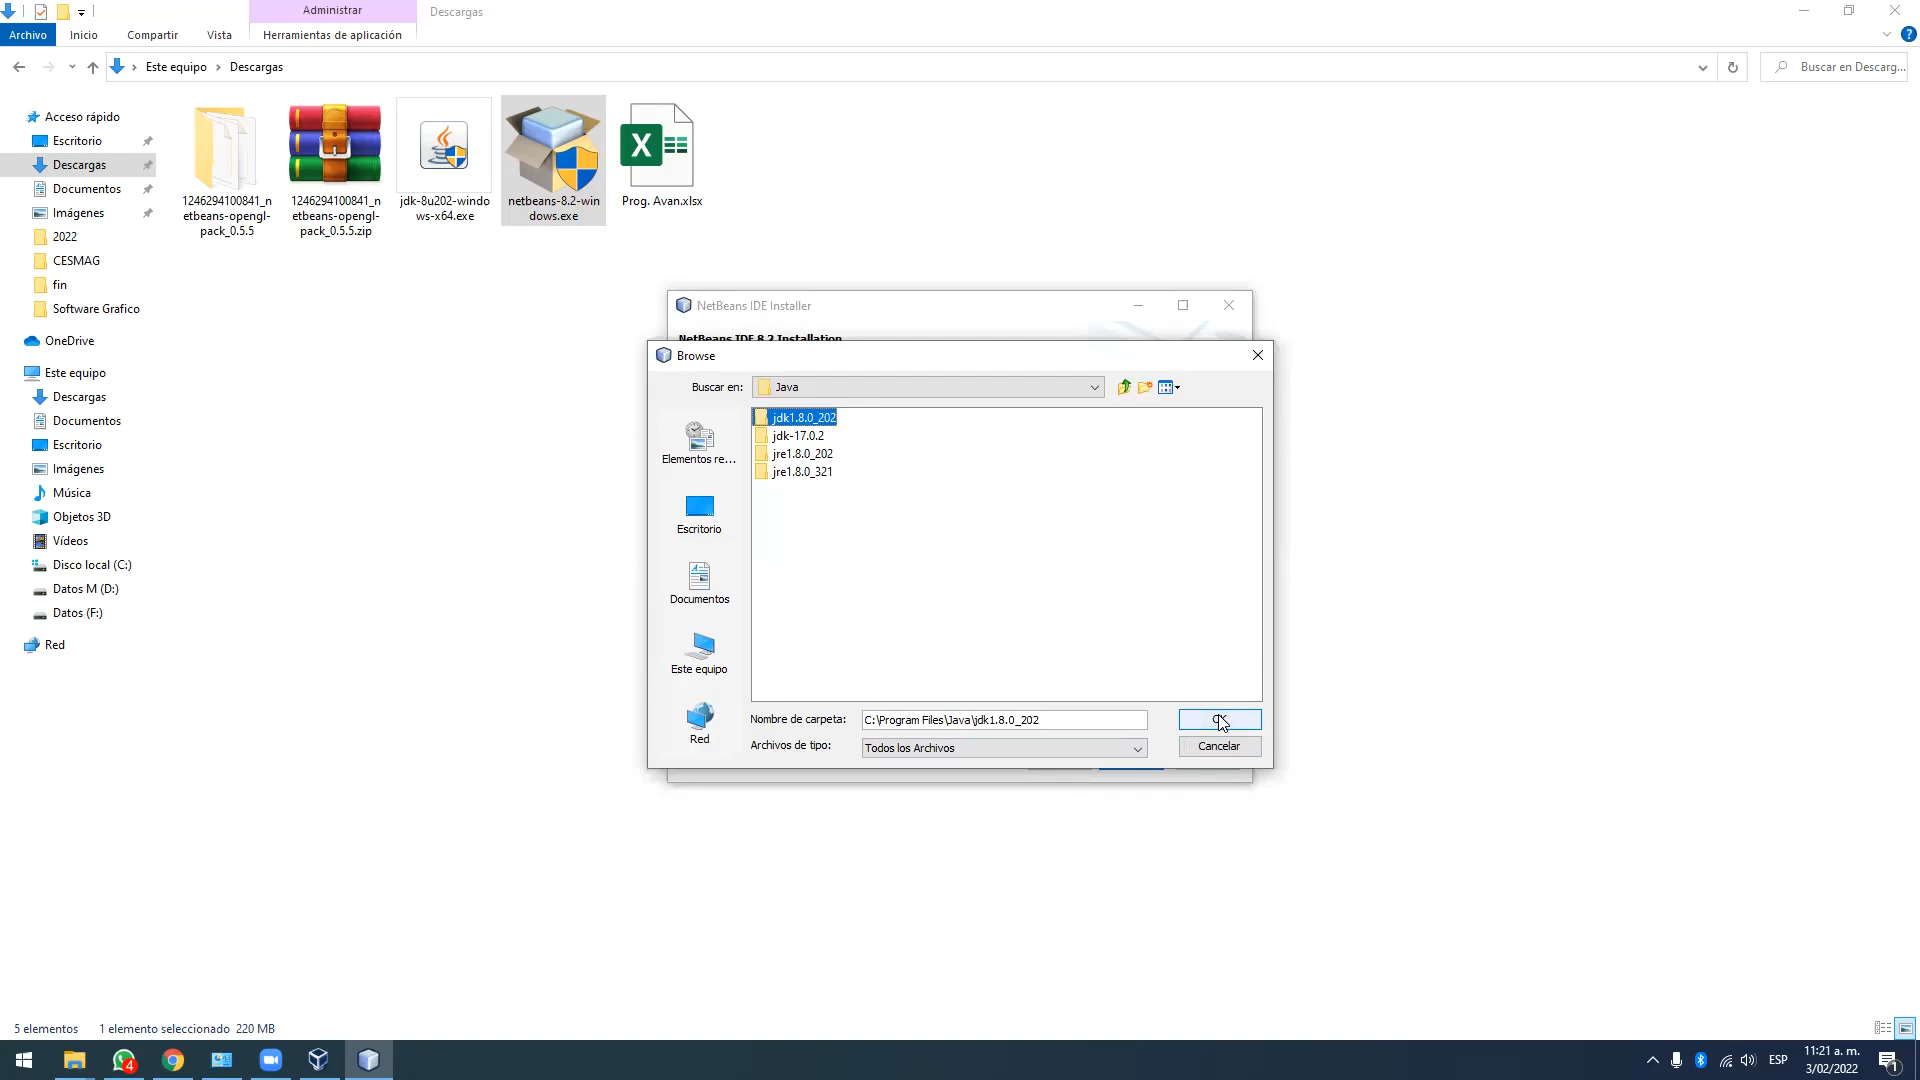 Administrar
Descargas
Archivo
Inicio
Compartir
Vista
Herramientas de aplicación
Este equipo
Descargas
Buscar en Descarg...
Acceso rápido
Escritorio
Descargas
Documentos
Imágenes
2022
CESMAG
fin
Software Grafico
OneDrive
Este equipo
Descargas
Documentos
Escritorio
Imágenes
Música
Objetos 3D
Vídeos
Disco local (C:)
Datos M (D:)
Datos (F:)
Red
1246294100841_n
etbeans-opengl-
pack_0.5.5
1246294100841_n
etbeans-opengl-
pack_0.5.5.zip
jdk-8u202-windo
ws-x64.exe
netbeans-8.2-win
dows.exe
Prog. Avan.xlsx
NetBeans IDE Installer
NetBeans IDE 8.2 Installation
Browse
Buscar en:
Java
jdk1.8.0_202
jdk-17.0.2
jre1.8.0_202
jre1.8.0_321
Elementos re...
Escritorio
Documentos
Este equipo
Red
Nombre de carpeta:
C:\Program Files\Java\jdk1.8.0_202
Archivos de tipo:
Todos los Archivos
Cancelar
5 elementos
1 elemento seleccionado 220 MB
4
ESP
11:21 a. m.
3/02/2022
1